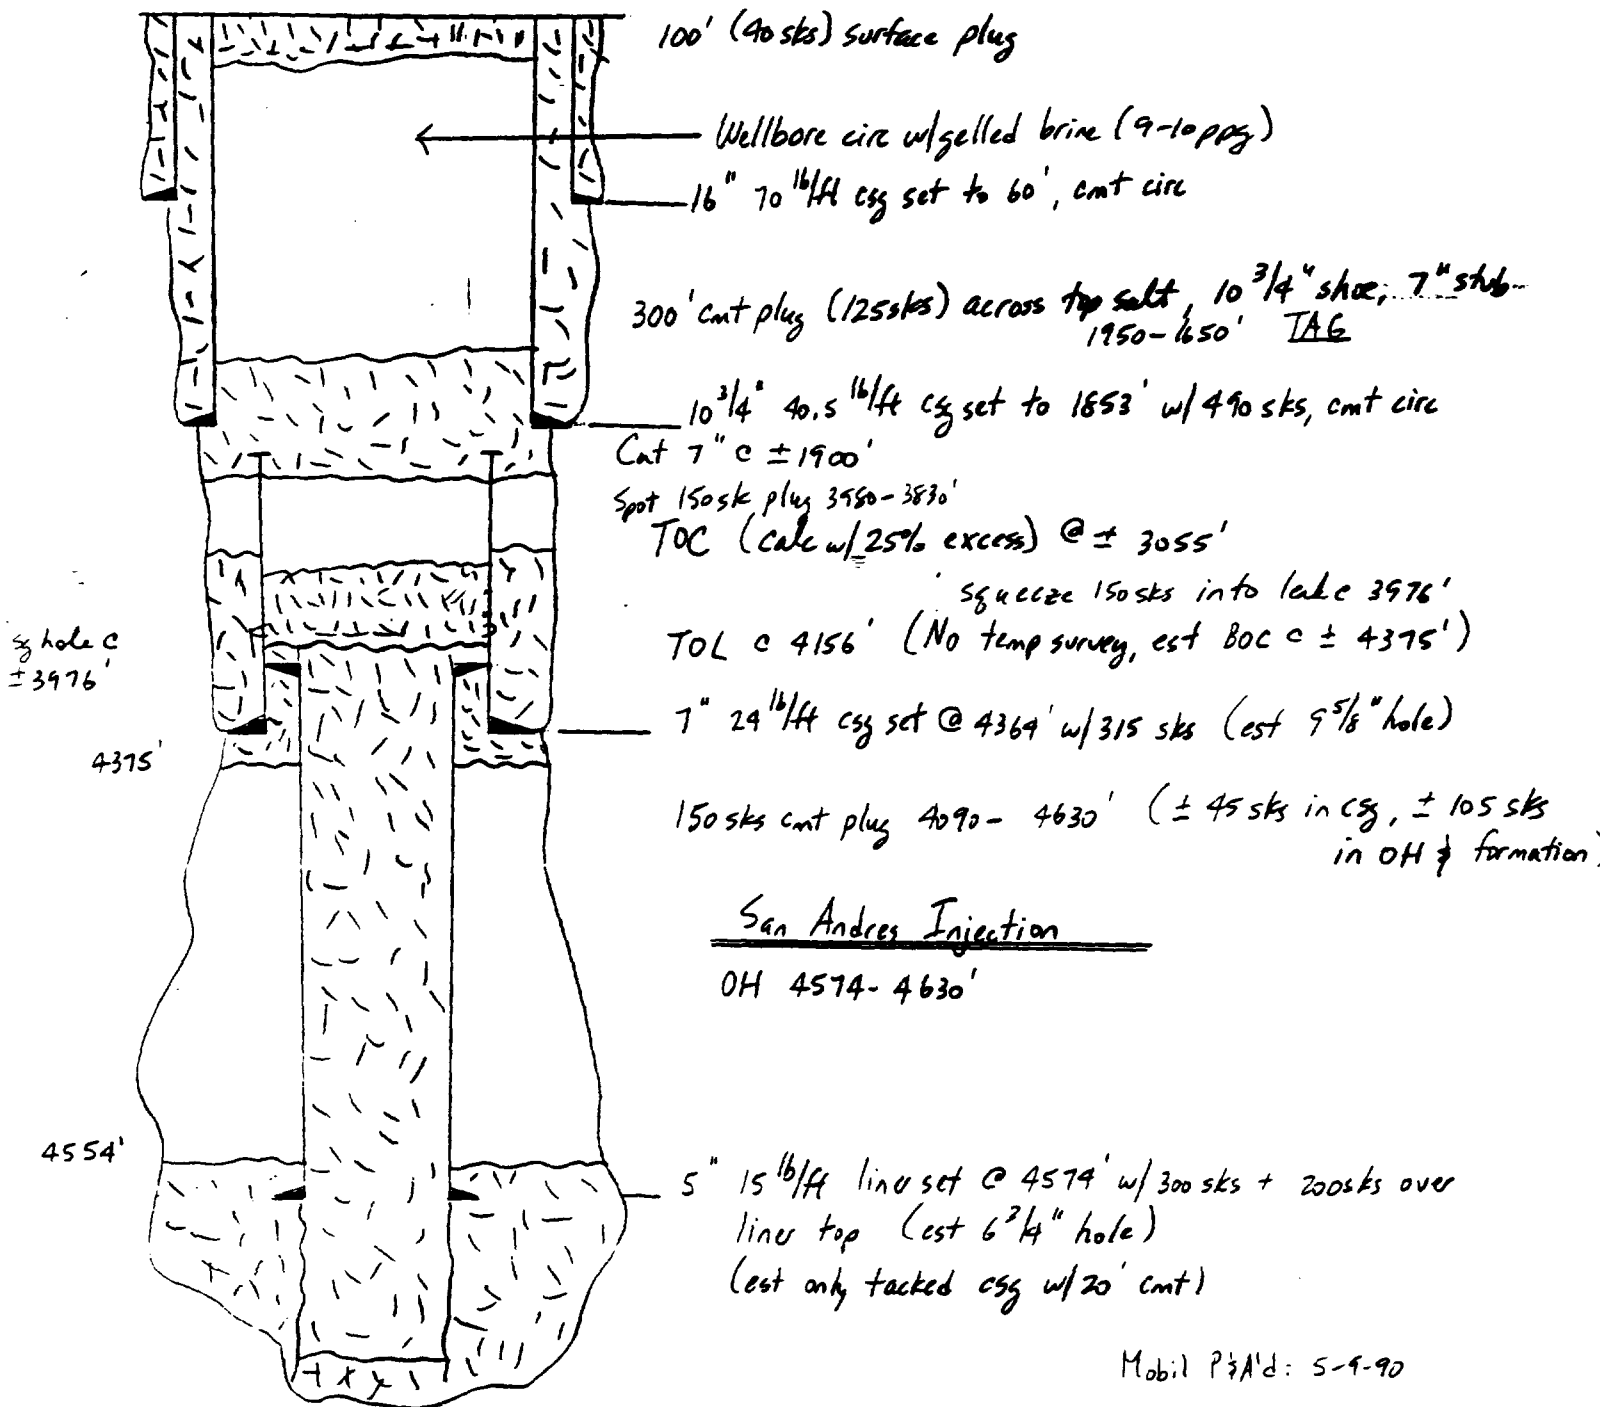 100' (40 sks) surface plug
Wellbore circ w/gelled brine (9-10 ppg)
16" 70 lb/ft csg set to 60', cmt circ
300' cmt plug (125sks) across top salt, 10 3/4" shoe, 7" stub
1950-1650' TAG
10 3/4" 40.5 lb/ft csg set to 1853' w/ 490 sks, cmt circ
Cut 7" @ ±1900'
Spot 150sk plug 3980-3830'
TOC (calc w/ 25% excess) @ ± 3055'
squeeze 150sks into leak @ 3976'
sqz hole @
±3976'
TOL @ 4156' (No temp survey, est BOC @ ± 4375')
7" 24 lb/ft csg set @ 4364' w/ 315 sks (est 9 5/8" hole)
4375'
150 sks cmt plug 4090- 4630' (± 45 sks in csg, ± 105 sks
in OH & formation)
San Andres Injection
OH 4574- 4630'
4554'
5" 15 lb/ft liner set @ 4574' w/ 300 sks + 200sks over
liner top (est 6 3/4" hole)
(est only tacked csg w/20' cmt)
Mobil P&A'd: 5-9-90